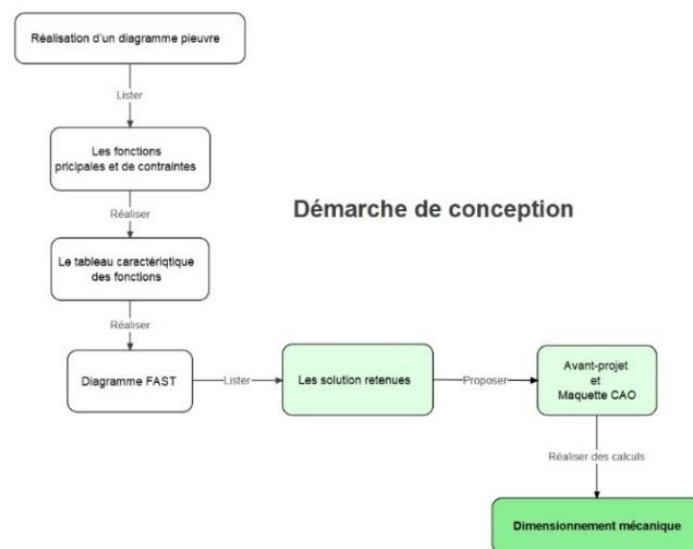 Réalisation d'un diagramme pieuvre
Lister
Les fonctions
pricipales et de contraintes
Réaliser
Démarche de conception
Le tableau caractériqtique
des fonctions
Réaliser
Diagramme FAST
Lister
Les solution retenues
Proposer
Avant-projet
et
Maquette CAO
Réaliser des calculs
Dimensionnement mécanique